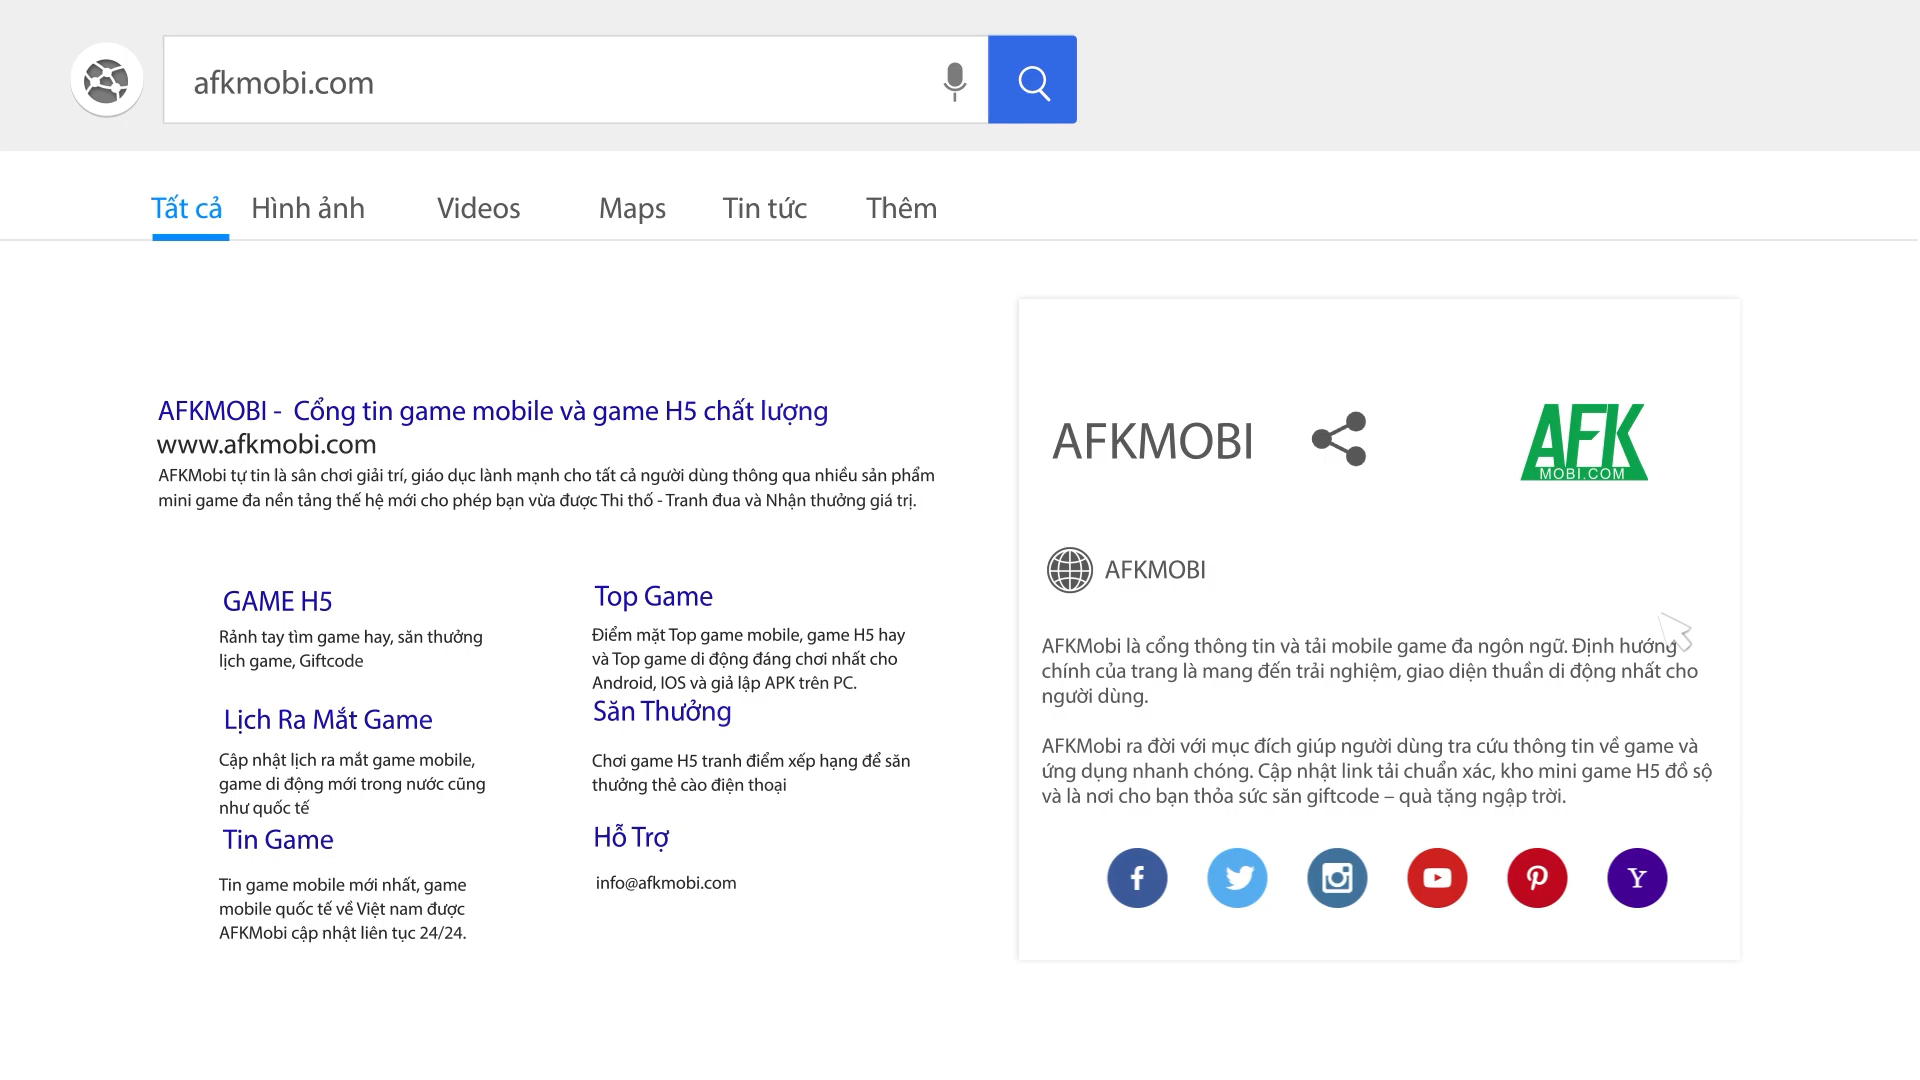 afkmobi.com
Tất cả Hình ảnh Videos Maps Tin tức Thêm
AFKMOBI - Cổng tin game mobile và game H5 chất lượng
www.afkmobi.com
AFKMobi tự tin là sân chơi giải trí, giáo dục lành mạnh cho tất cả người dùng thông qua nhiều sản phẩm
mini game đa nền tảng thế hệ mới cho phép bạn vừa được Thi thố - Tranh đua và Nhận thưởng giá trị.
GAME H5
Rảnh tay tìm game hay, săn thưởng
lịch game, Giftcode
Lịch Ra Mắt Game
Cập nhật lịch ra mắt game mobile,
game di động mới trong nước cũng
như quốc tế
Tin Game
Tin game mobile mới nhất, game
mobile quốc tế về Việt nam được
AFKMobi cập nhật liên tục 24/24.
Top Game
Điểm mặt Top game mobile, game H5 hay
và Top game di động đáng chơi nhất cho
Android, IOS và giả lập APK trên PC.
Săn Thưởng
Chơi game H5 tranh điểm xếp hạng để săn
thưởng thẻ cào điện thoại
Hỗ Trợ
info@afkmobi.com
AFKMOBI
AFK
MOBI.COM
AFKMOBI
AFKMobi là cổng thông tin và tải mobile game đa ngôn ngữ. Định hướng
chính của trang là mang đến trải nghiệm, giao diện thuần di động nhất cho
người dùng.
AFKMobi ra đời với mục đích giúp người dùng tra cứu thông tin về game và
ứng dụng nhanh chóng. Cập nhật link tải chuẩn xác, kho mini game H5 đồ sộ
và là nơi cho bạn thỏa sức săn giftcode – quà tặng ngập trời.